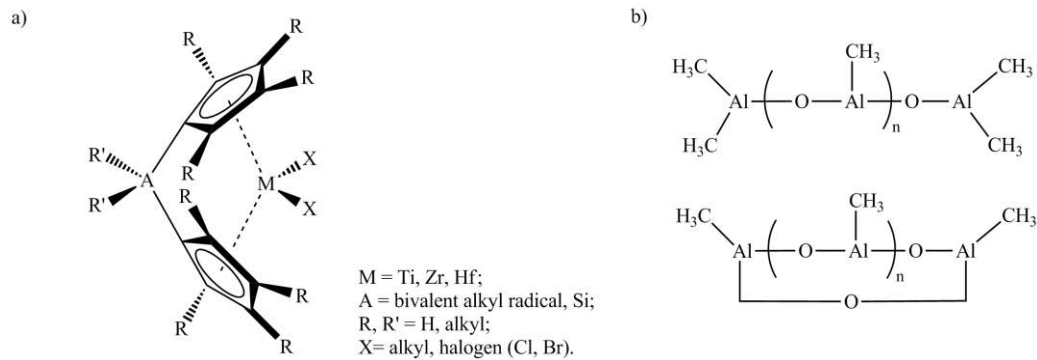 a)
R
R
R
R
R'
R'
A
R
R
M
X
X
R
R
R
R
M = Ti, Zr, Hf;
A = bivalent alkyl radical, Si;
R, R' = H, alkyl;
X= alkyl, halogen (Cl, Br).
b)
CH3
H3C
CH3
Al
O
Al
n
O
Al
H3C
CH3
CH3
H3C
CH3
Al
O
Al
O
n
Al
O